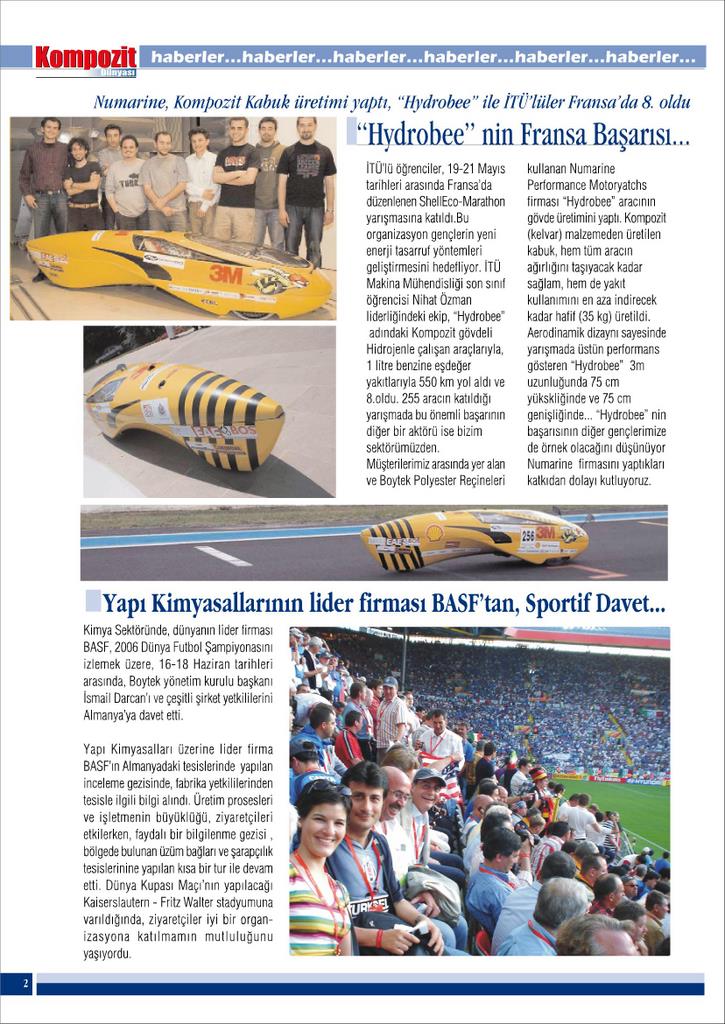 Kompozit
Dünyası
haberler...haberler...haberler...haberler...haberler...haberler...
Numarine, Kompozit Kabuk üretimi yaptı, “Hydrobee” ile İTÜ’lüler Fransa’da 8. oldu
“Hydrobee” nin Fransa Başarısı...
İTÜ'lü öğrenciler, 19-21 Mayıs
tarihleri arasında Fransa'da
düzenlenen ShellEco-Marathon
yarışmasına katıldı.Bu
organizasyon gençlerin yeni
enerji tasarruf yöntemleri
geliştirmesini hedefliyor. İTÜ
Makina Mühendisliği son sınıf
öğrencisi Nihat Özman
liderliğindeki ekip, “Hydrobee”
adındaki Kompozit gövdeli
Hidrojenle çalışan araçlarıyla,
1 litre benzine eşdeğer
yakıtlarıyla 550 km yol aldı ve
8.oldu. 255 aracın katıldığı
yarışmada bu önemli başarının
diğer bir aktörü ise bizim
sektörümüzden.
Müşterilerimiz arasında yer alan
ve Boytek Polyester Reçineleri
kullanan Numarine
Performance Motoryatchs
firması “Hydrobee” aracının
gövde üretimini yaptı. Kompozit
(kelvar) malzemeden üretilen
kabuk, hem tüm aracın
ağırlığını taşıyacak kadar
sağlam, hem de yakıt
kullanımını en aza indirecek
kadar hafif (35 kg) üretildi.
Aerodinamik dizaynı sayesinde
yarışmada üstün performans
gösteren “Hydrobee” 3m
uzunluğunda 75 cm
yükskliğinde ve 75 cm
genişliğinde... “Hydrobee” nin
başarısının diğer gençlerimize
de örnek olacağını düşünüyor
Numarine firmasını yaptıkları
katkıdan dolayı kutluyoruz.
3M
256
3M
Yapı Kimyasallarının lider firması BASF’tan, Sportif Davet...
Kimya Sektöründe, dünyanın lider firması
BASF, 2006 Dünya Futbol Şampiyonasını
izlemek üzere, 16-18 Haziran tarihleri
arasında, Boytek yönetim kurulu başkanı
İsmail Darcan'ı ve çeşitli şirket yetkililerini
Almanya'ya davet etti.
Yapı Kimyasalları üzerine lider firma
BASF'ın Almanyadaki tesislerinde yapılan
inceleme gezisinde, fabrika yetkililerinden
tesisle ilgili bilgi alındı. Üretim prosesleri
ve işletmenin büyüklüğü, ziyaretçileri
etkilerken, faydalı bir bilgilenme gezisi ,
bölgede bulunan üzüm bağları ve şarapçılık
tesislerinine yapılan kısa bir tur ile devam
etti. Dünya Kupası Maçı'nın yapılacağı
Kaiserslautern - Fritz Walter stadyumuna
varıldığında, ziyaretçiler iyi bir organ-
izasyona katılmamın mutluluğunu
yaşıyordu.
2